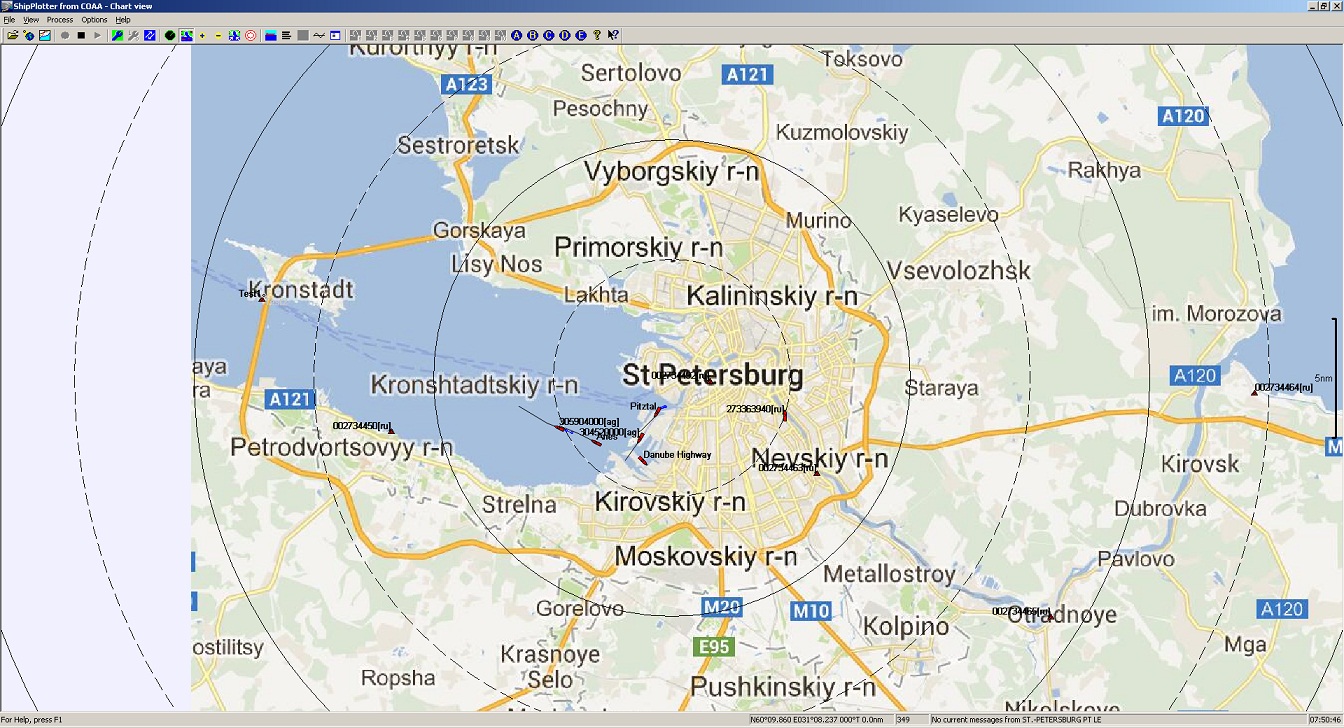 ShipPlotter from COAA - Chart view
File View Process Options Help
A B C D E
Kurortnyy r-n
Sertolovo
A121
Toksovo
A123
Pesochny
A120
Kuzmolovskiy
Sestroretsk
Vyborgskiy r-n
Rakhya
Murino
Kyaselevo
Gorskaya
Primorskiy r-n
Lisy Nos
Vsevolozhsk
Test1
Kronstadt
Lakhta
Kalininskiy r-n
im. Morozova
aya
ra
Kronshtadtskiy r-n
St Petersburg
A120
5nm
Staraya
002734464[ru]
A121
Pitztal
273363940[ru]
002734450[ru]
305904000[ag]
304520000[ag]
Petrodvortsovyy r-n
Danube Highway
Nevskiy r-n
002734463[ru]
M
Kirovsk
Strelna
Kirovskiy r-n
Dubrovka
Moskovskiy r-n
Pavlovo
Metallostroy
Gorelovo
M20
M10
002734465[ru]
Otradnoye
A120
Kolpino
ostilitsy
E95
Mga
Krasnoye
Selo
Ropsha
Pushkinskiy r-n
Nikolskoye
For Help, press F1
N60°09.860 E031°08.237 000°T 0.0nm
349
No current messages from ST.-PETERSBURG PT LE
07:50:46